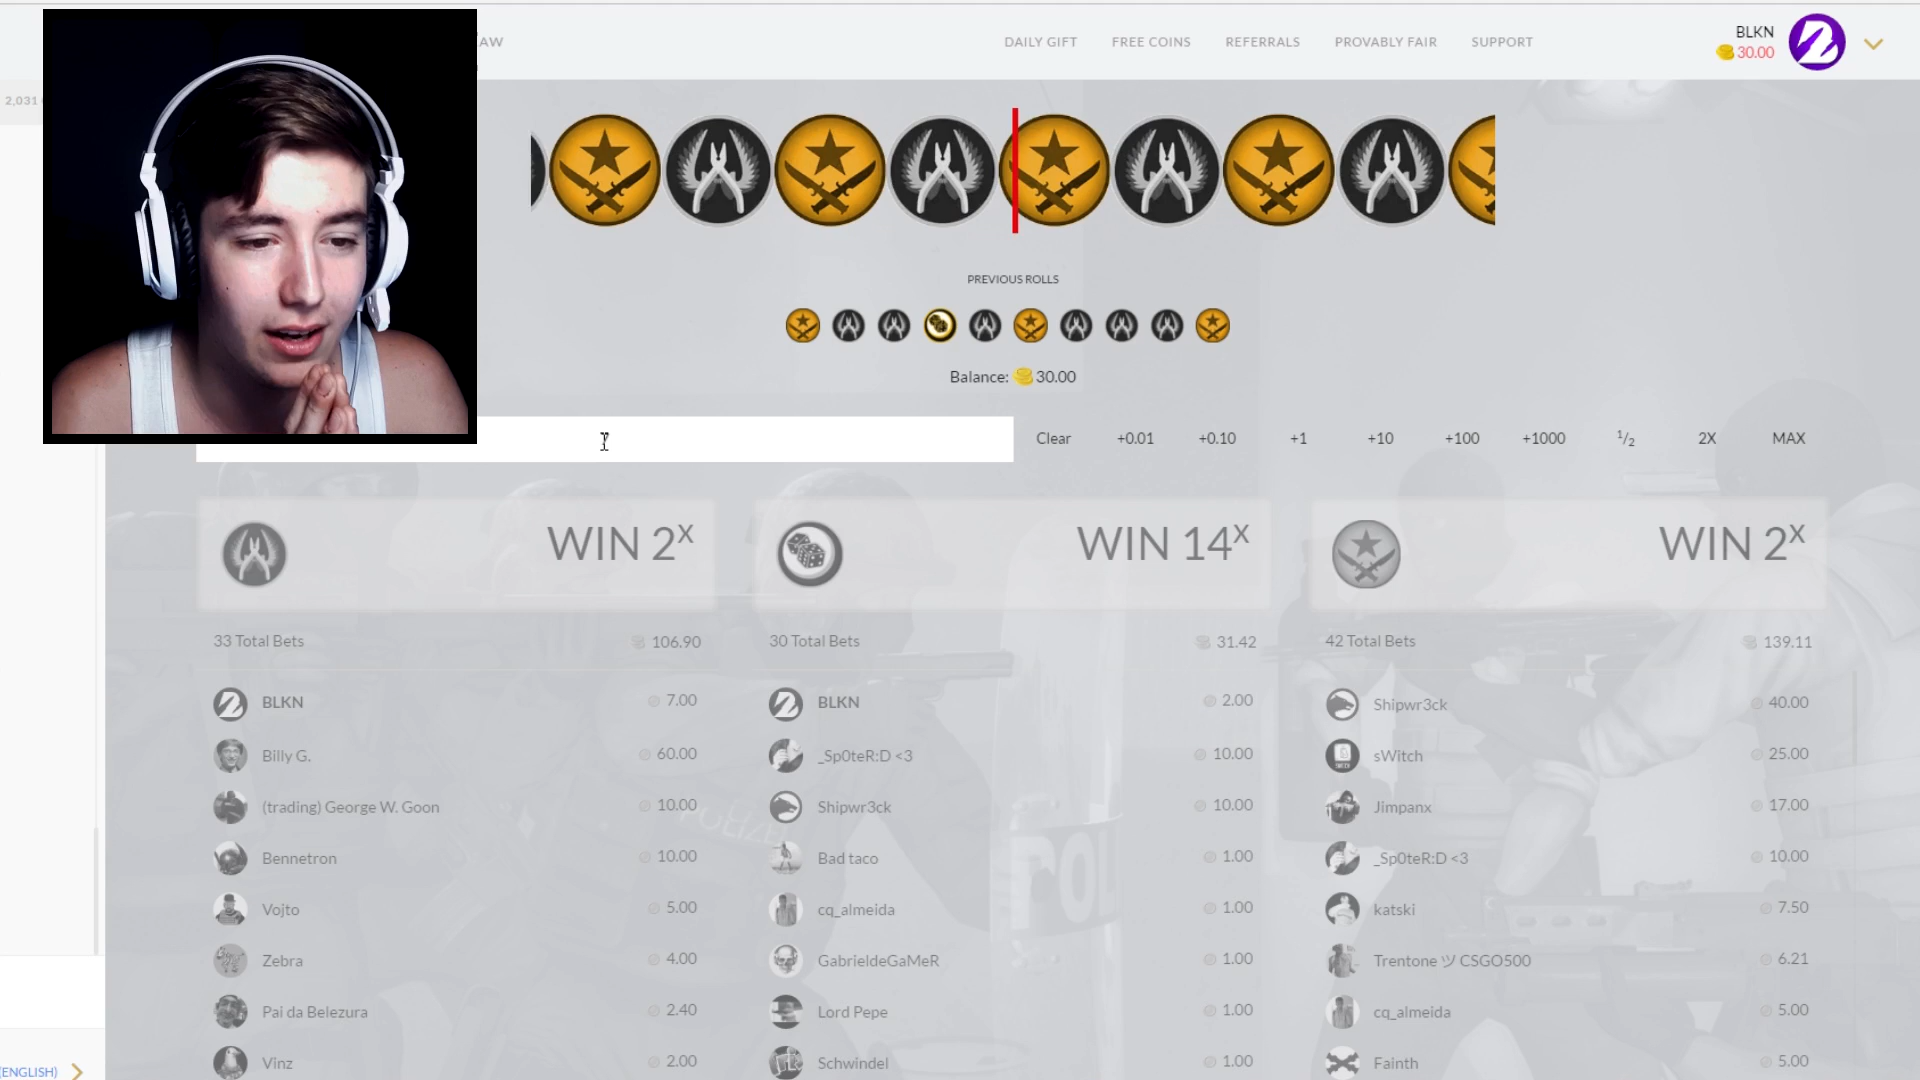 AW
DAILY GIFT
FREE COINS
REFERRALS
PROVABLY FAIR
SUPPORT
BLKN
30.00
2,031
PREVIOUS ROLLS
Balance: 30.00
Clear
+0.01
+0.10
+1
+10
+100
+1000
1/2
2X
MAX
WIN 2X
WIN 14X
WIN 2X
33 Total Bets 106.90
30 Total Bets 31.42
42 Total Bets 139.11
BLKN 7.00
BLKN 2.00
Shipwr3ck 40.00
Billy G. 60.00
_Sp0teR:D <3 10.00
sWitch 25.00
(trading) George W. Goon 10.00
Shipwr3ck 10.00
Jimpanx 17.00
Bennetron 10.00
Bad taco 1.00
_Sp0teR:D <3 10.00
Vojto 5.00
cq_almeida 1.00
katski 7.50
Zebra 4.00
GabrieldeGaMeR 1.00
Trentone ツ CSGO500 6.21
Pai da Belezura 2.40
Lord Pepe 1.00
cq_almeida 5.00
Vinz 2.00
Schwindel 1.00
Fainth 5.00
(ENGLISH)
POLIZEI
POL